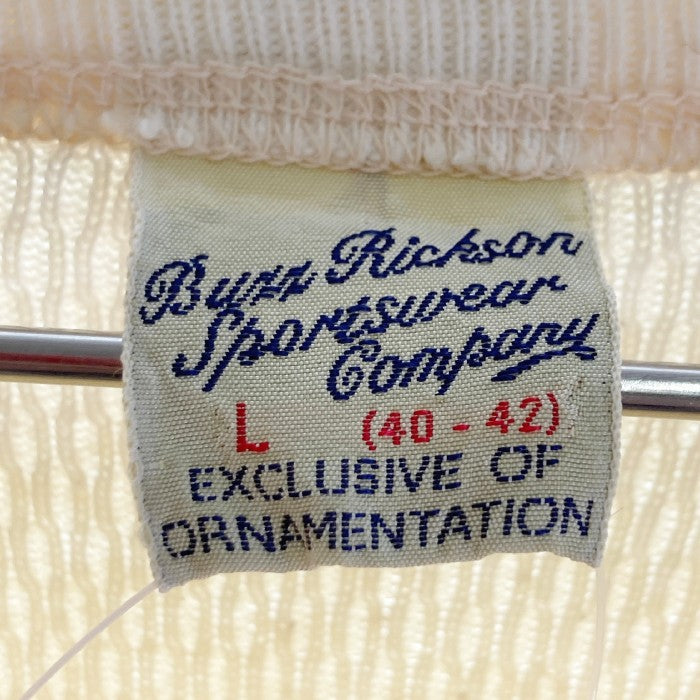 Buzz Rickson
Sportswear
Company
L (40 - 42)
EXCLUSIVE OF
ORNAMENTATION